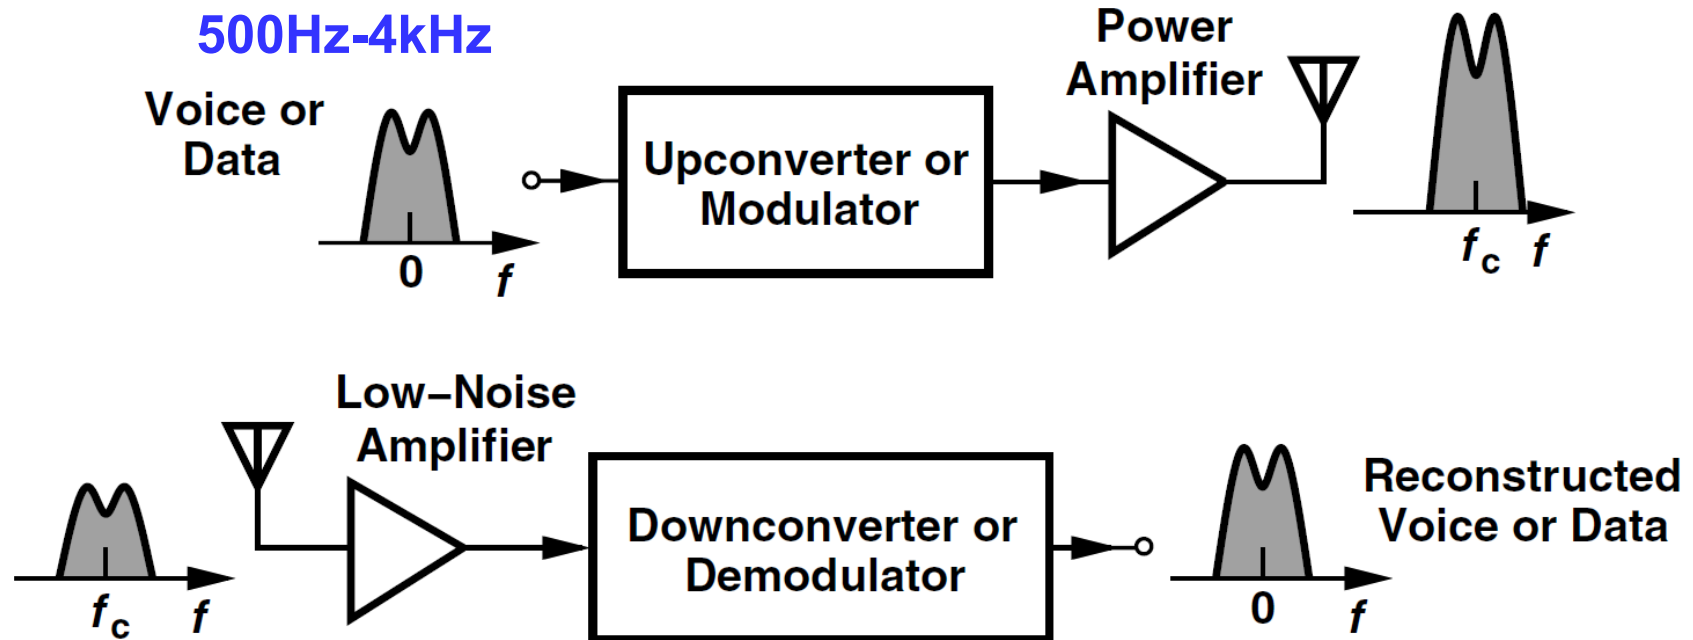 500Hz-4kHz
Voice or
Data
0
f
Upconverter or
Modulator
Power
Amplifier
fc f
Low–Noise
Amplifier
fc f
Downconverter or
Demodulator
0
f
Reconstructed
Voice or Data